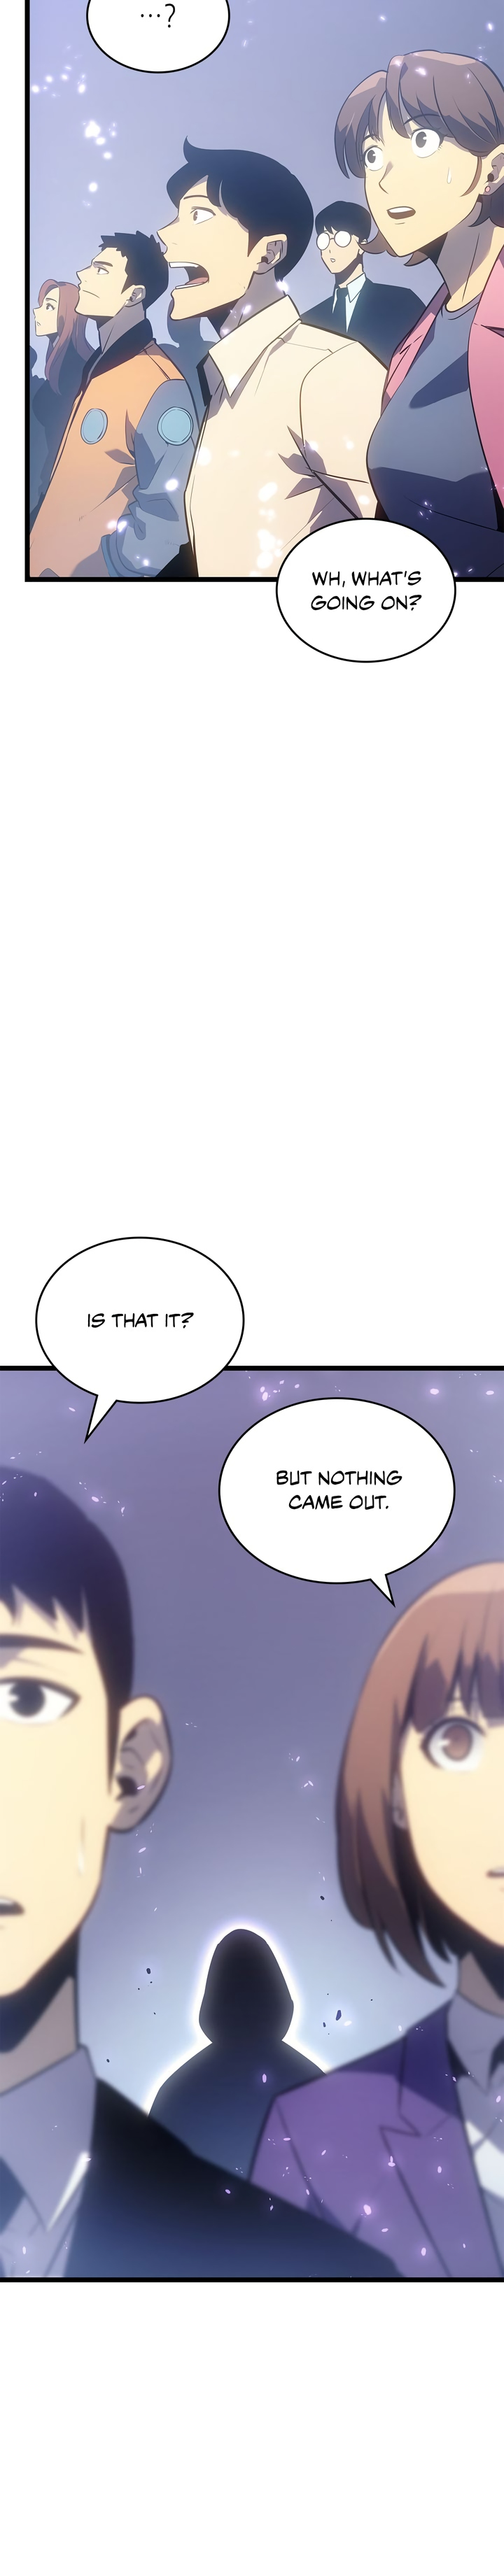 ...?
WH, WHAT'S
GOING ON?
IS THAT IT?
BUT NOTHING
CAME OUT.